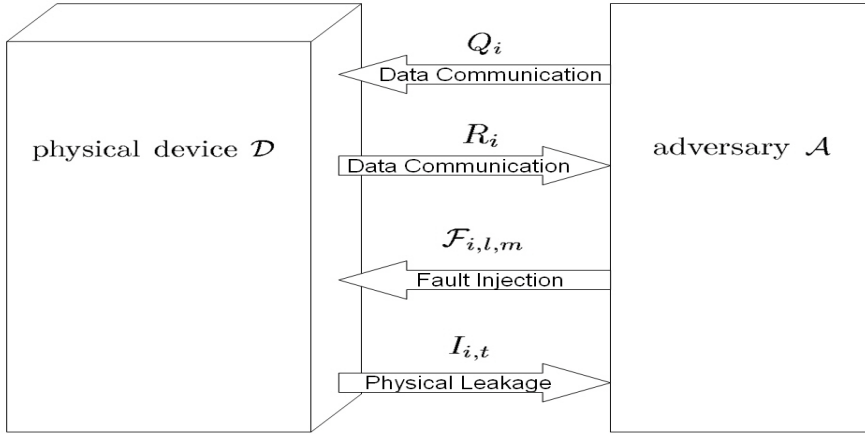 Q_i
Data Communication
physical device 𝒟
R_i
Data Communication
adversary 𝒜
ℱ_{i,l,m}
Fault Injection
I_{i,t}
Physical Leakage